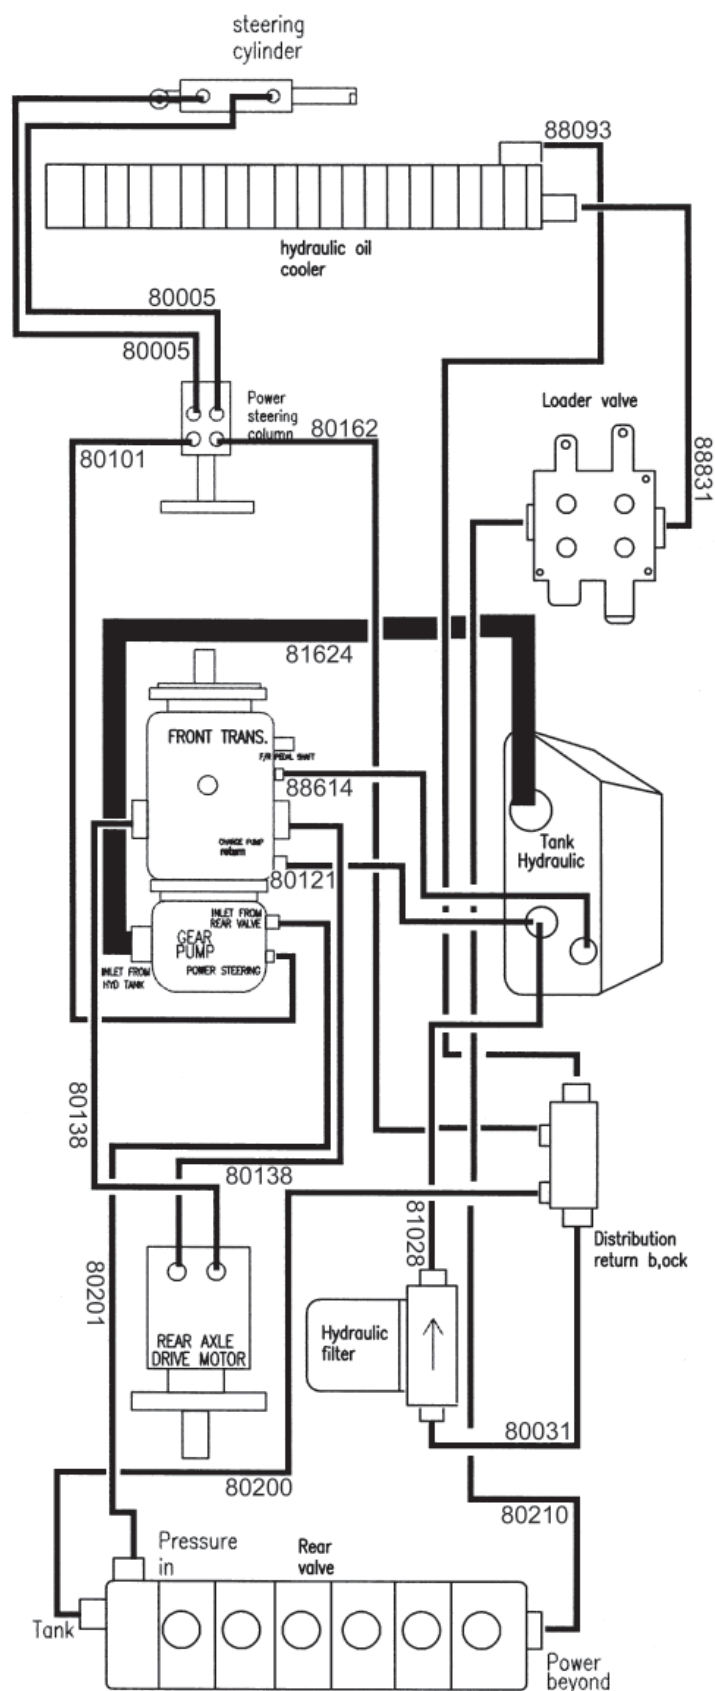 steering
cylinder
88093
hydraulic oil
cooler
80005
80005
Power
steering
column
80162
80101
Loader valve
88831
81624
FRONT TRANS.
F/R PEDAL SHAFT
88614
Tank
Hydraulic
CHARGE PUMP
return
80121
INLET FROM
REAR VALVE
GEAR
PUMP
POWER STEERING
INLET FROM
HYD TANK
80138
80138
81028
Distribution
return b,ock
80201
REAR AXLE
DRIVE MOTOR
Hydraulic
filter
80031
80200
80210
Pressure
in
Rear
valve
Tank
Power
beyond